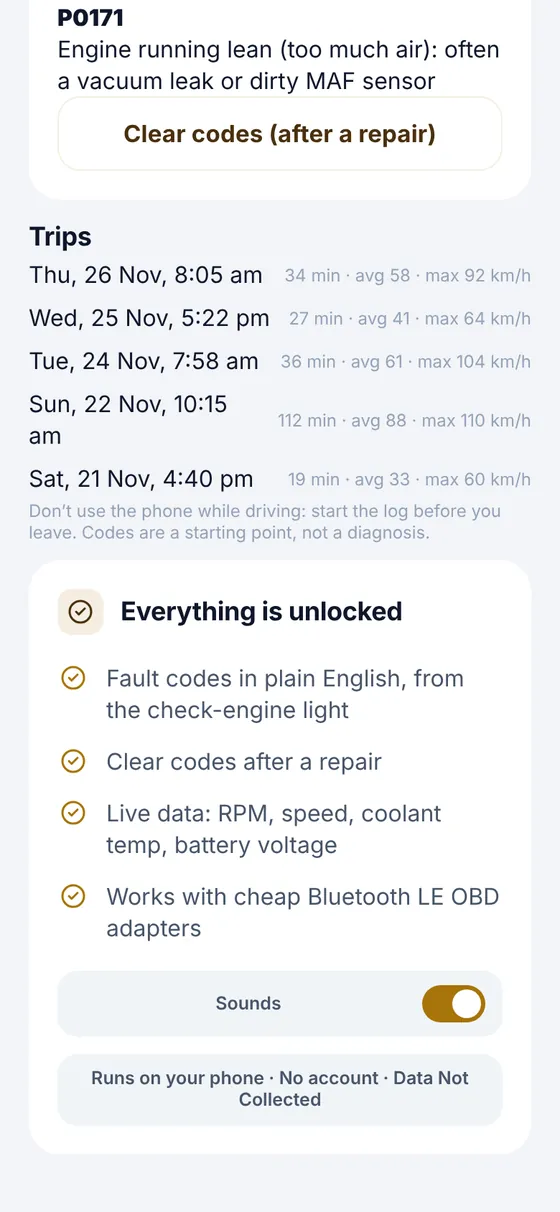 P0171
Engine running lean (too much air): often
a vacuum leak or dirty MAF sensor
Clear codes (after a repair)
Trips
Thu, 26 Nov, 8:05 am 34 min · avg 58 · max 92 km/h
Wed, 25 Nov, 5:22 pm 27 min · avg 41 · max 64 km/h
Tue, 24 Nov, 7:58 am 36 min · avg 61 · max 104 km/h
Sun, 22 Nov, 10:15
am
112 min · avg 88 · max 110 km/h
Sat, 21 Nov, 4:40 pm 19 min · avg 33 · max 60 km/h
Don’t use the phone while driving: start the log before you
leave. Codes are a starting point, not a diagnosis.
Everything is unlocked
Fault codes in plain English, from
the check-engine light
Clear codes after a repair
Live data: RPM, speed, coolant
temp, battery voltage
Works with cheap Bluetooth LE OBD
adapters
Sounds
Runs on your phone · No account · Data Not
Collected